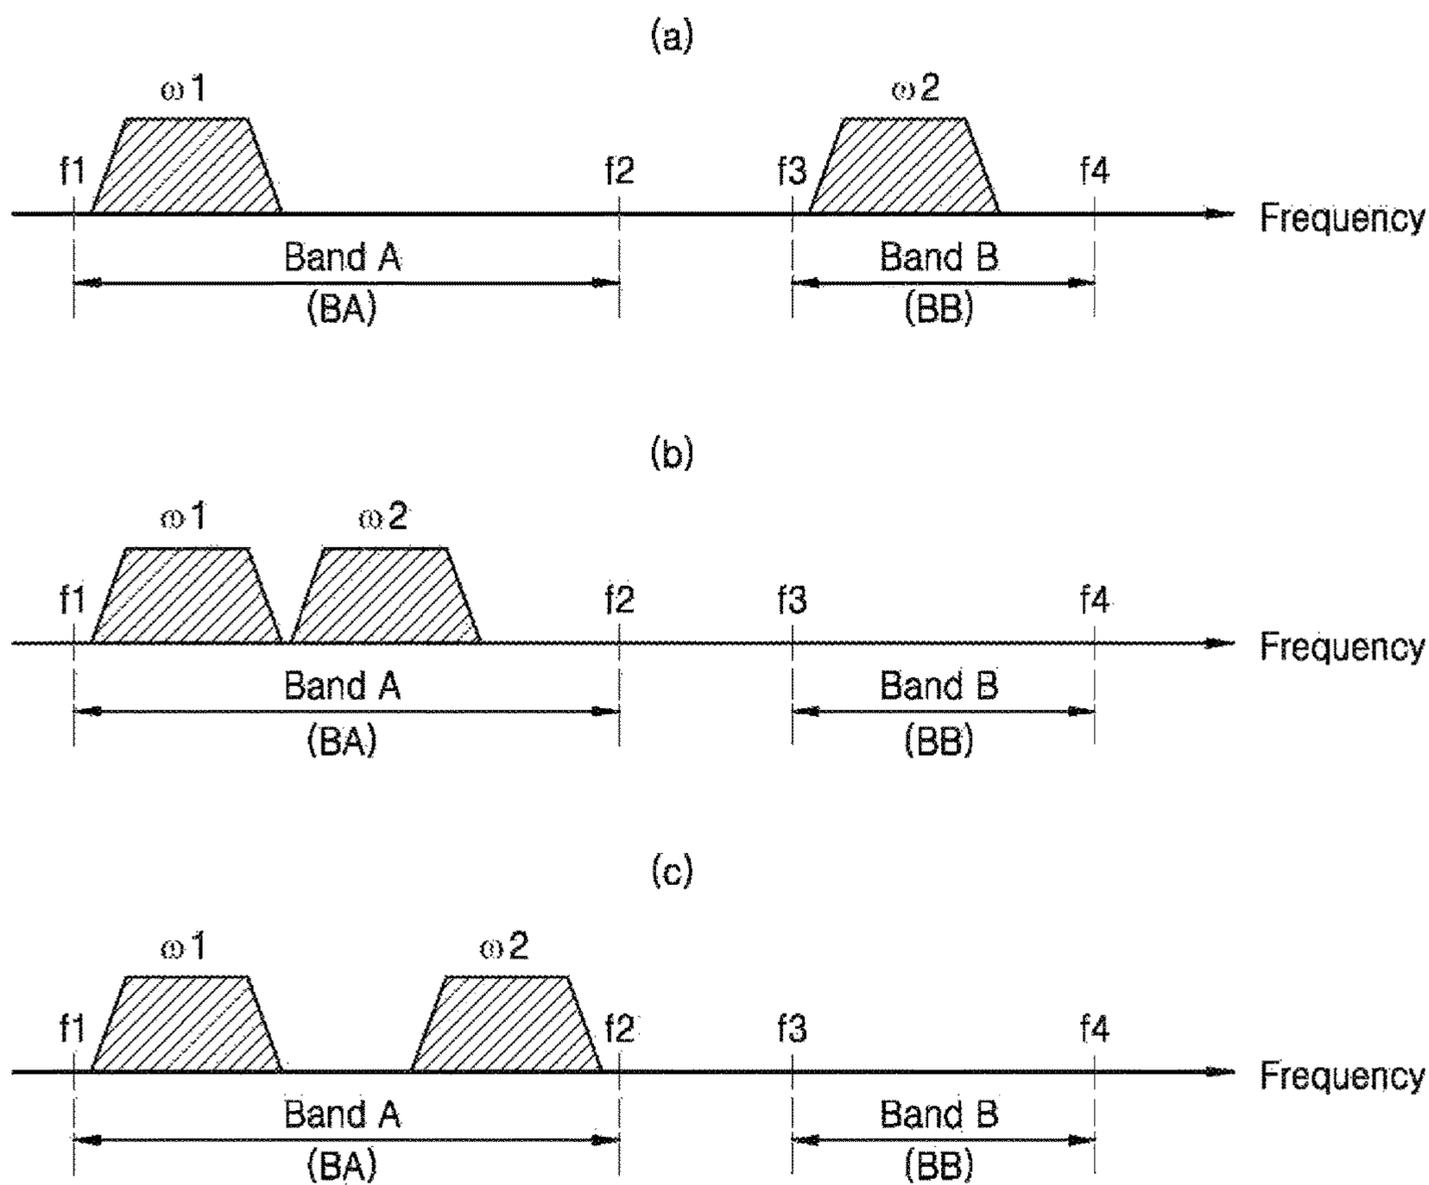 (a)
ω1 ω2
f1 f2 f3 f4
Frequency
Band A Band B
(BA) (BB)
(b)
ω1 ω2
f1 f2 f3 f4
Frequency
Band A Band B
(BA) (BB)
(c)
ω1 ω2
f1 f2 f3 f4
Frequency
Band A Band B
(BA) (BB)